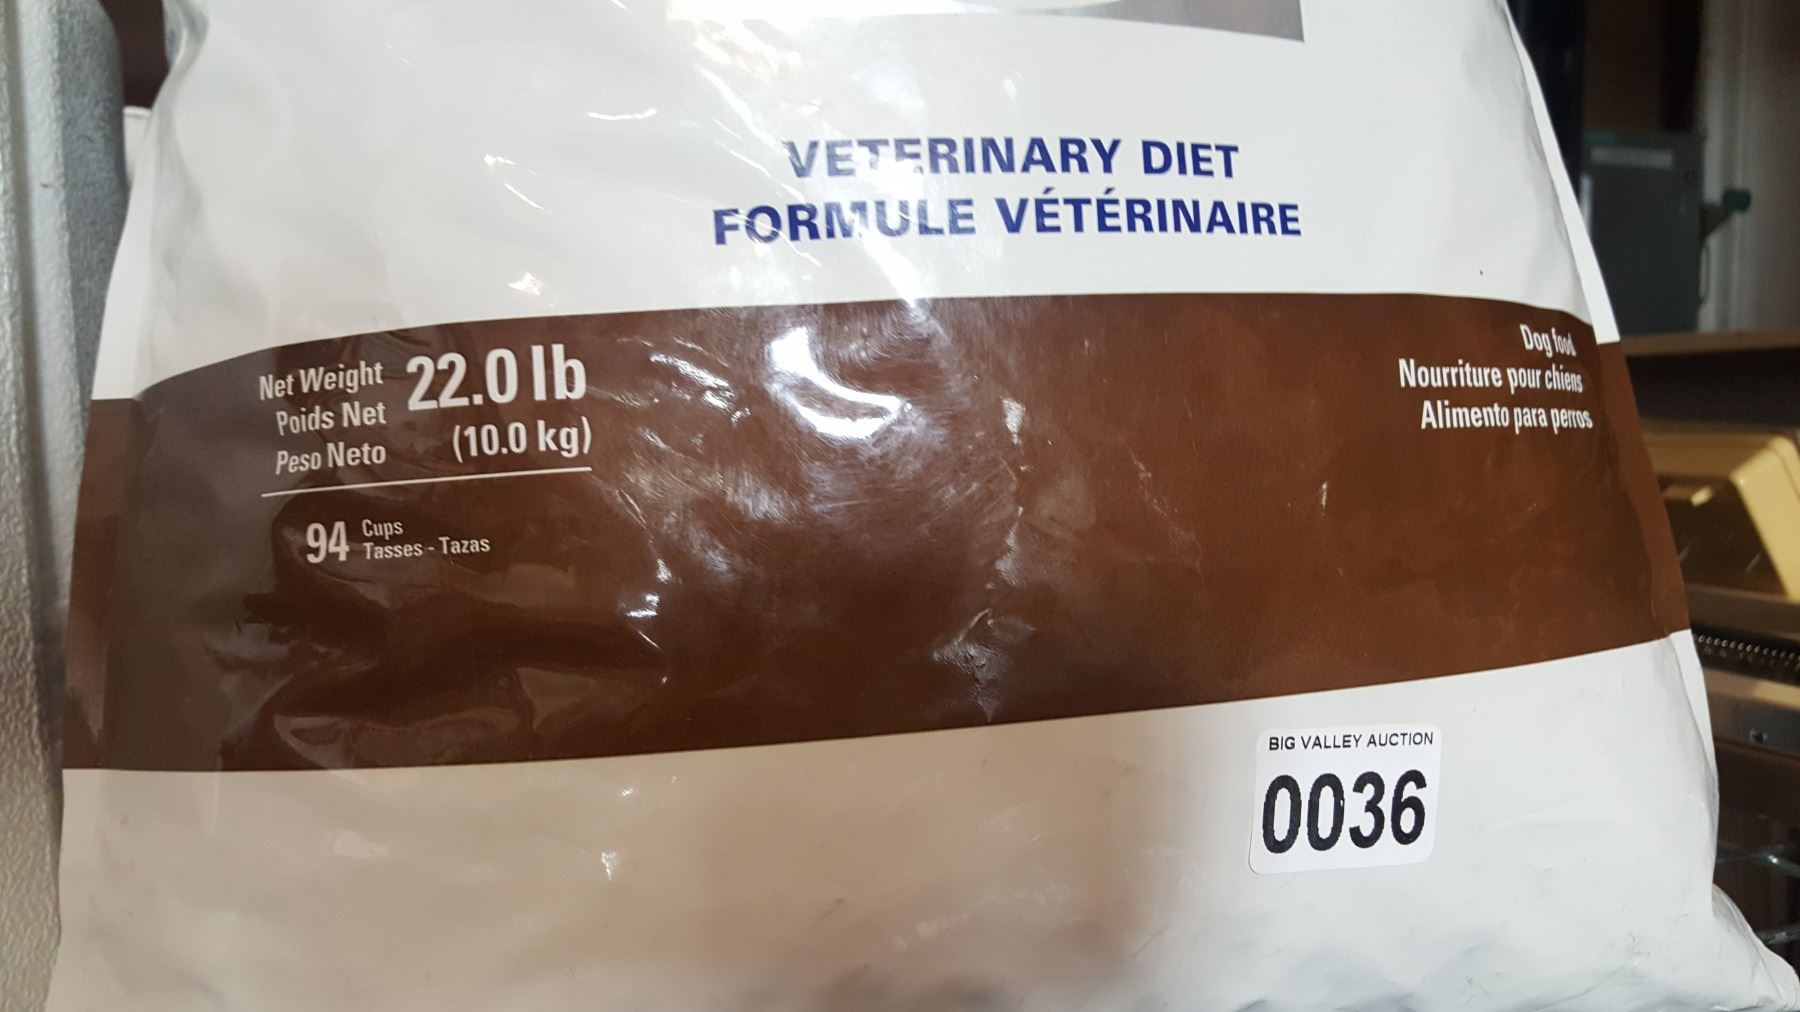 VETERINARY DIET
FORMULE VÉTÉRINAIRE
Net Weight 22.0 lb
Poids Net
(10.0 kg)
Peso Neto
94 Cups
Tasses - Tazas
Dog food
Nourriture pour chiens
Alimento para perros
BIG VALLEY AUCTION
0036